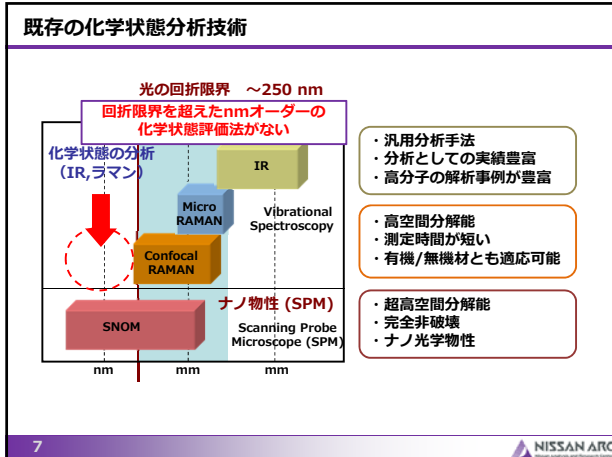 既存の化学状態分析技術
光の回折限界 ～250 nm
回折限界を超えたnmオーダーの
化学状態評価法がない
化学状態の分析
（IR,ラマン）
IR
Micro
RAMAN
Vibrational
Spectroscopy
Confocal
RAMAN
ナノ物性 (SPM)
SNOM
Scanning Probe
Microscope (SPM)
nm
mm
mm
・汎用分析手法
・分析としての実績豊富
・高分子の解析事例が豊富
・高空間分解能
・測定時間が短い
・有機/無機材とも適応可能
・超高空間分解能
・完全非破壊
・ナノ光学物性
7
NISSAN ARC